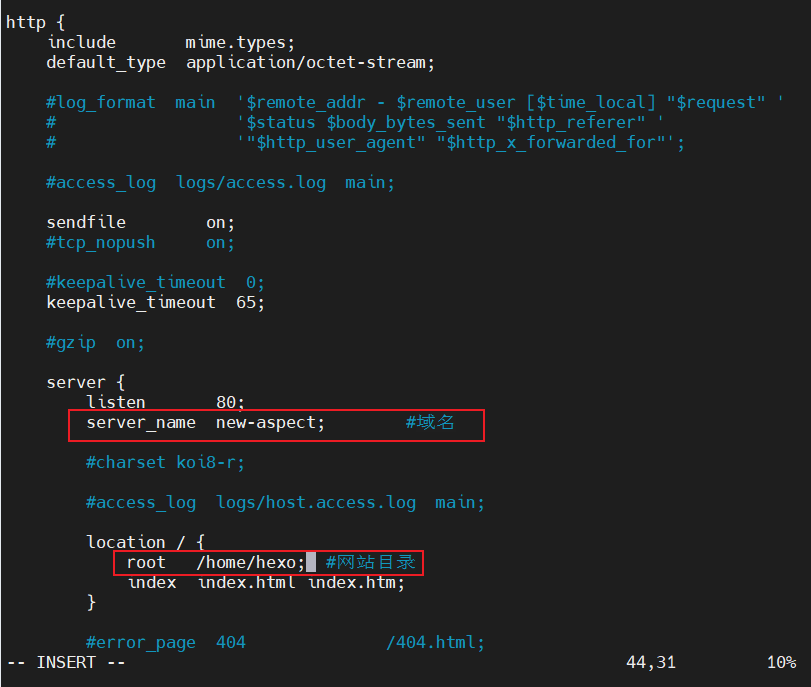 http {
    include       mime.types;
    default_type  application/octet-stream;
    #log_format  main  '$remote_addr - $remote_user [$time_local] "$request" '
    #                  '$status $body_bytes_sent "$http_referer" '
    #                  '"$http_user_agent" "$http_x_forwarded_for"';
    #access_log  logs/access.log  main;
    sendfile        on;
    #tcp_nopush     on;
    #keepalive_timeout  0;
    keepalive_timeout  65;
    #gzip  on;
    server {
        listen       80;
        server_name  new-aspect;        #域名
        #charset koi8-r;
        #access_log  logs/host.access.log  main;
        location / {
            root   /home/hexo;  #网站目录
            index  index.html index.htm;
        }
        #error_page  404              /404.html;
-- INSERT --                                                  44,31         10%